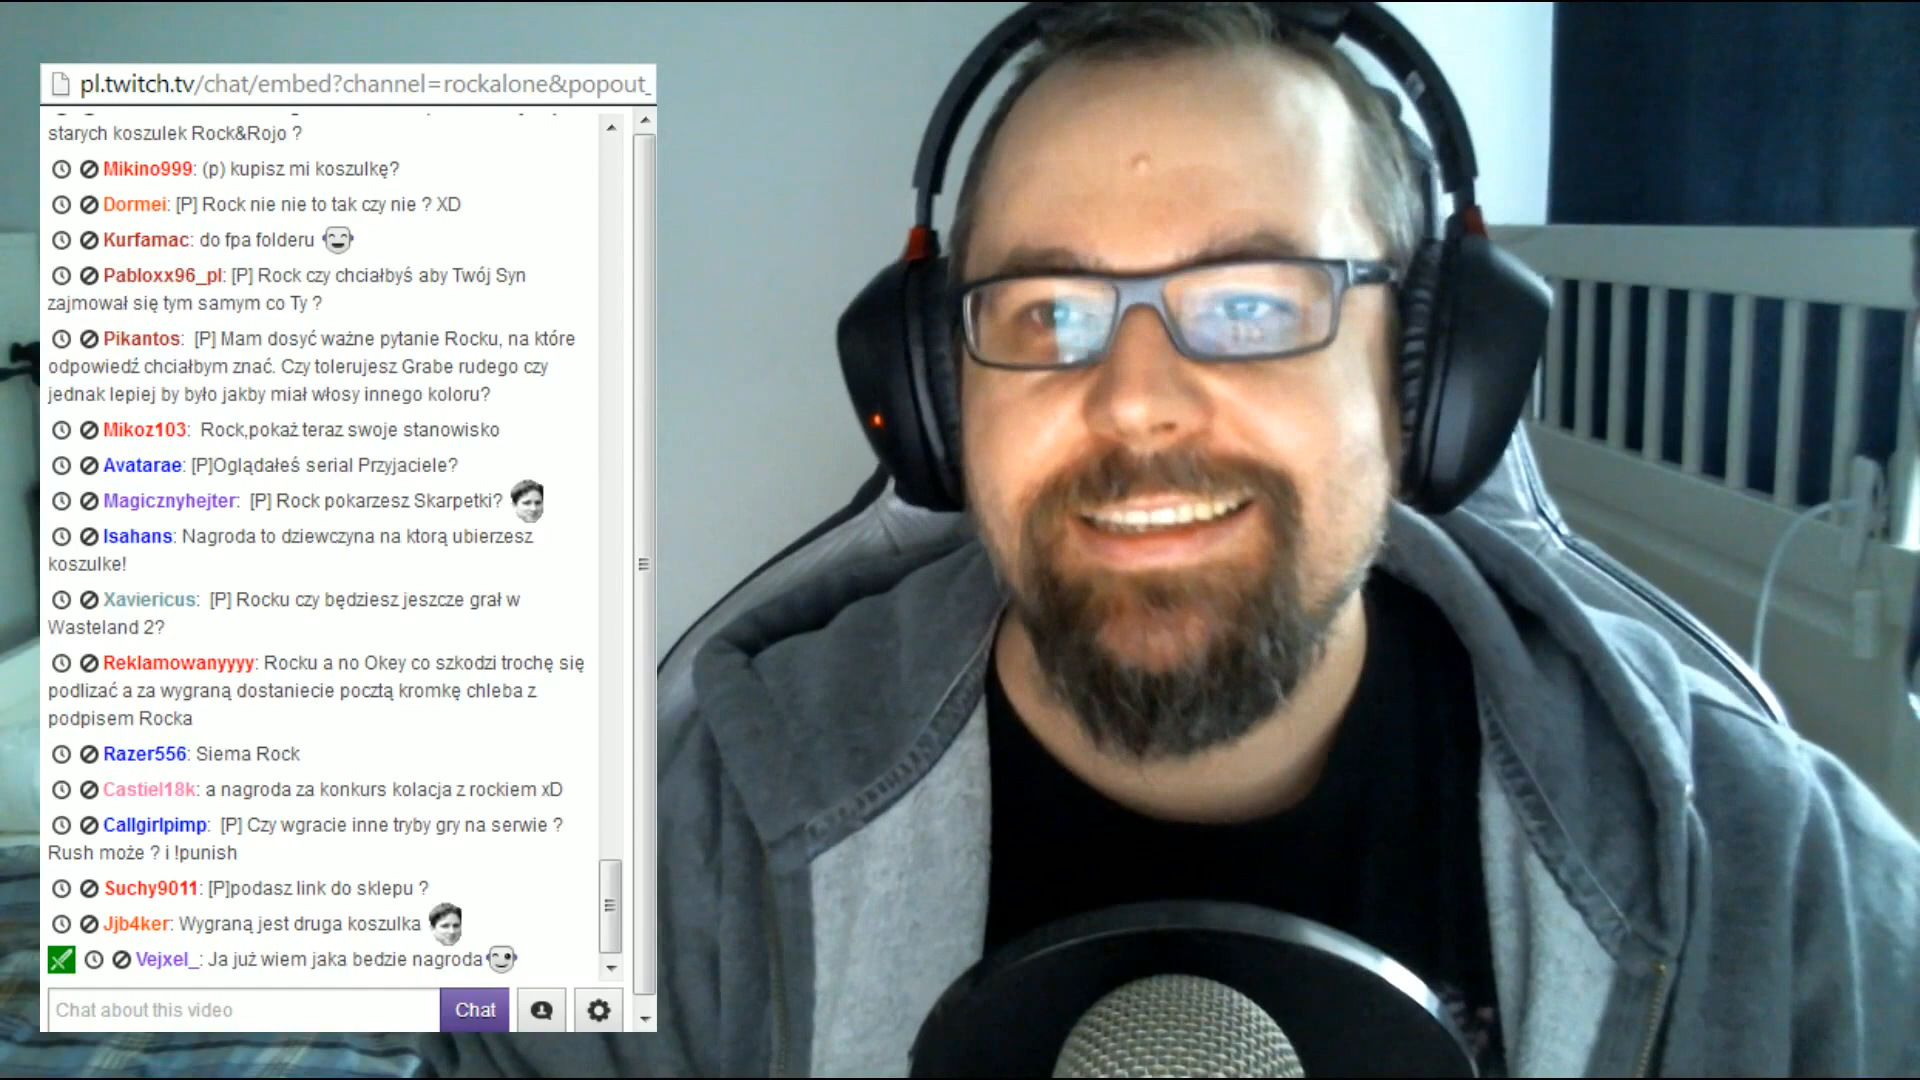 pl.twitch.tv/chat/embed?channel=rockalone&popout_
starych koszulek Rock&Rojo ?
Mikino999: (p) kupisz mi koszulkę?
Dormei: [P] Rock nie nie to tak czy nie ? XD
Kurfamac: do fpa folderu
Pabloxx96_pl: [P] Rock czy chciałbyś aby Twój Syn
zajmował się tym samym co Ty ?
Pikantos: [P] Mam dosyć ważne pytanie Rocku, na które
odpowiedź chciałbym znać. Czy tolerujesz Grabe rudego czy
jednak lepiej by było jakby miał włosy innego koloru?
Mikoz103: Rock,pokaż teraz swoje stanowisko
Avatarae: [P]Oglądałeś serial Przyjaciele?
Magicznyhejter: [P] Rock pokarzesz Skarpetki?
Isahans: Nagroda to dziewczyna na ktorą ubierzesz
koszulke!
Xaviericus: [P] Rocku czy będziesz jeszcze grał w
Wasteland 2?
Reklamowanyyyy: Rocku a no Okey co szkodzi trochę się
podlizać a za wygraną dostaniecie pocztą kromkę chleba z
podpisem Rocka
Razer556: Siema Rock
Castiel18k: a nagroda za konkurs kolacja z rockiem xD
Callgirlpimp: [P] Czy wgracie inne tryby gry na serwie ?
Rush może ? i !punish
Suchy9011: [P]podasz link do sklepu ?
Jjb4ker: Wygraną jest druga koszulka
Vejxel_: Ja już wiem jaka bedzie nagroda
Chat about this video
Chat